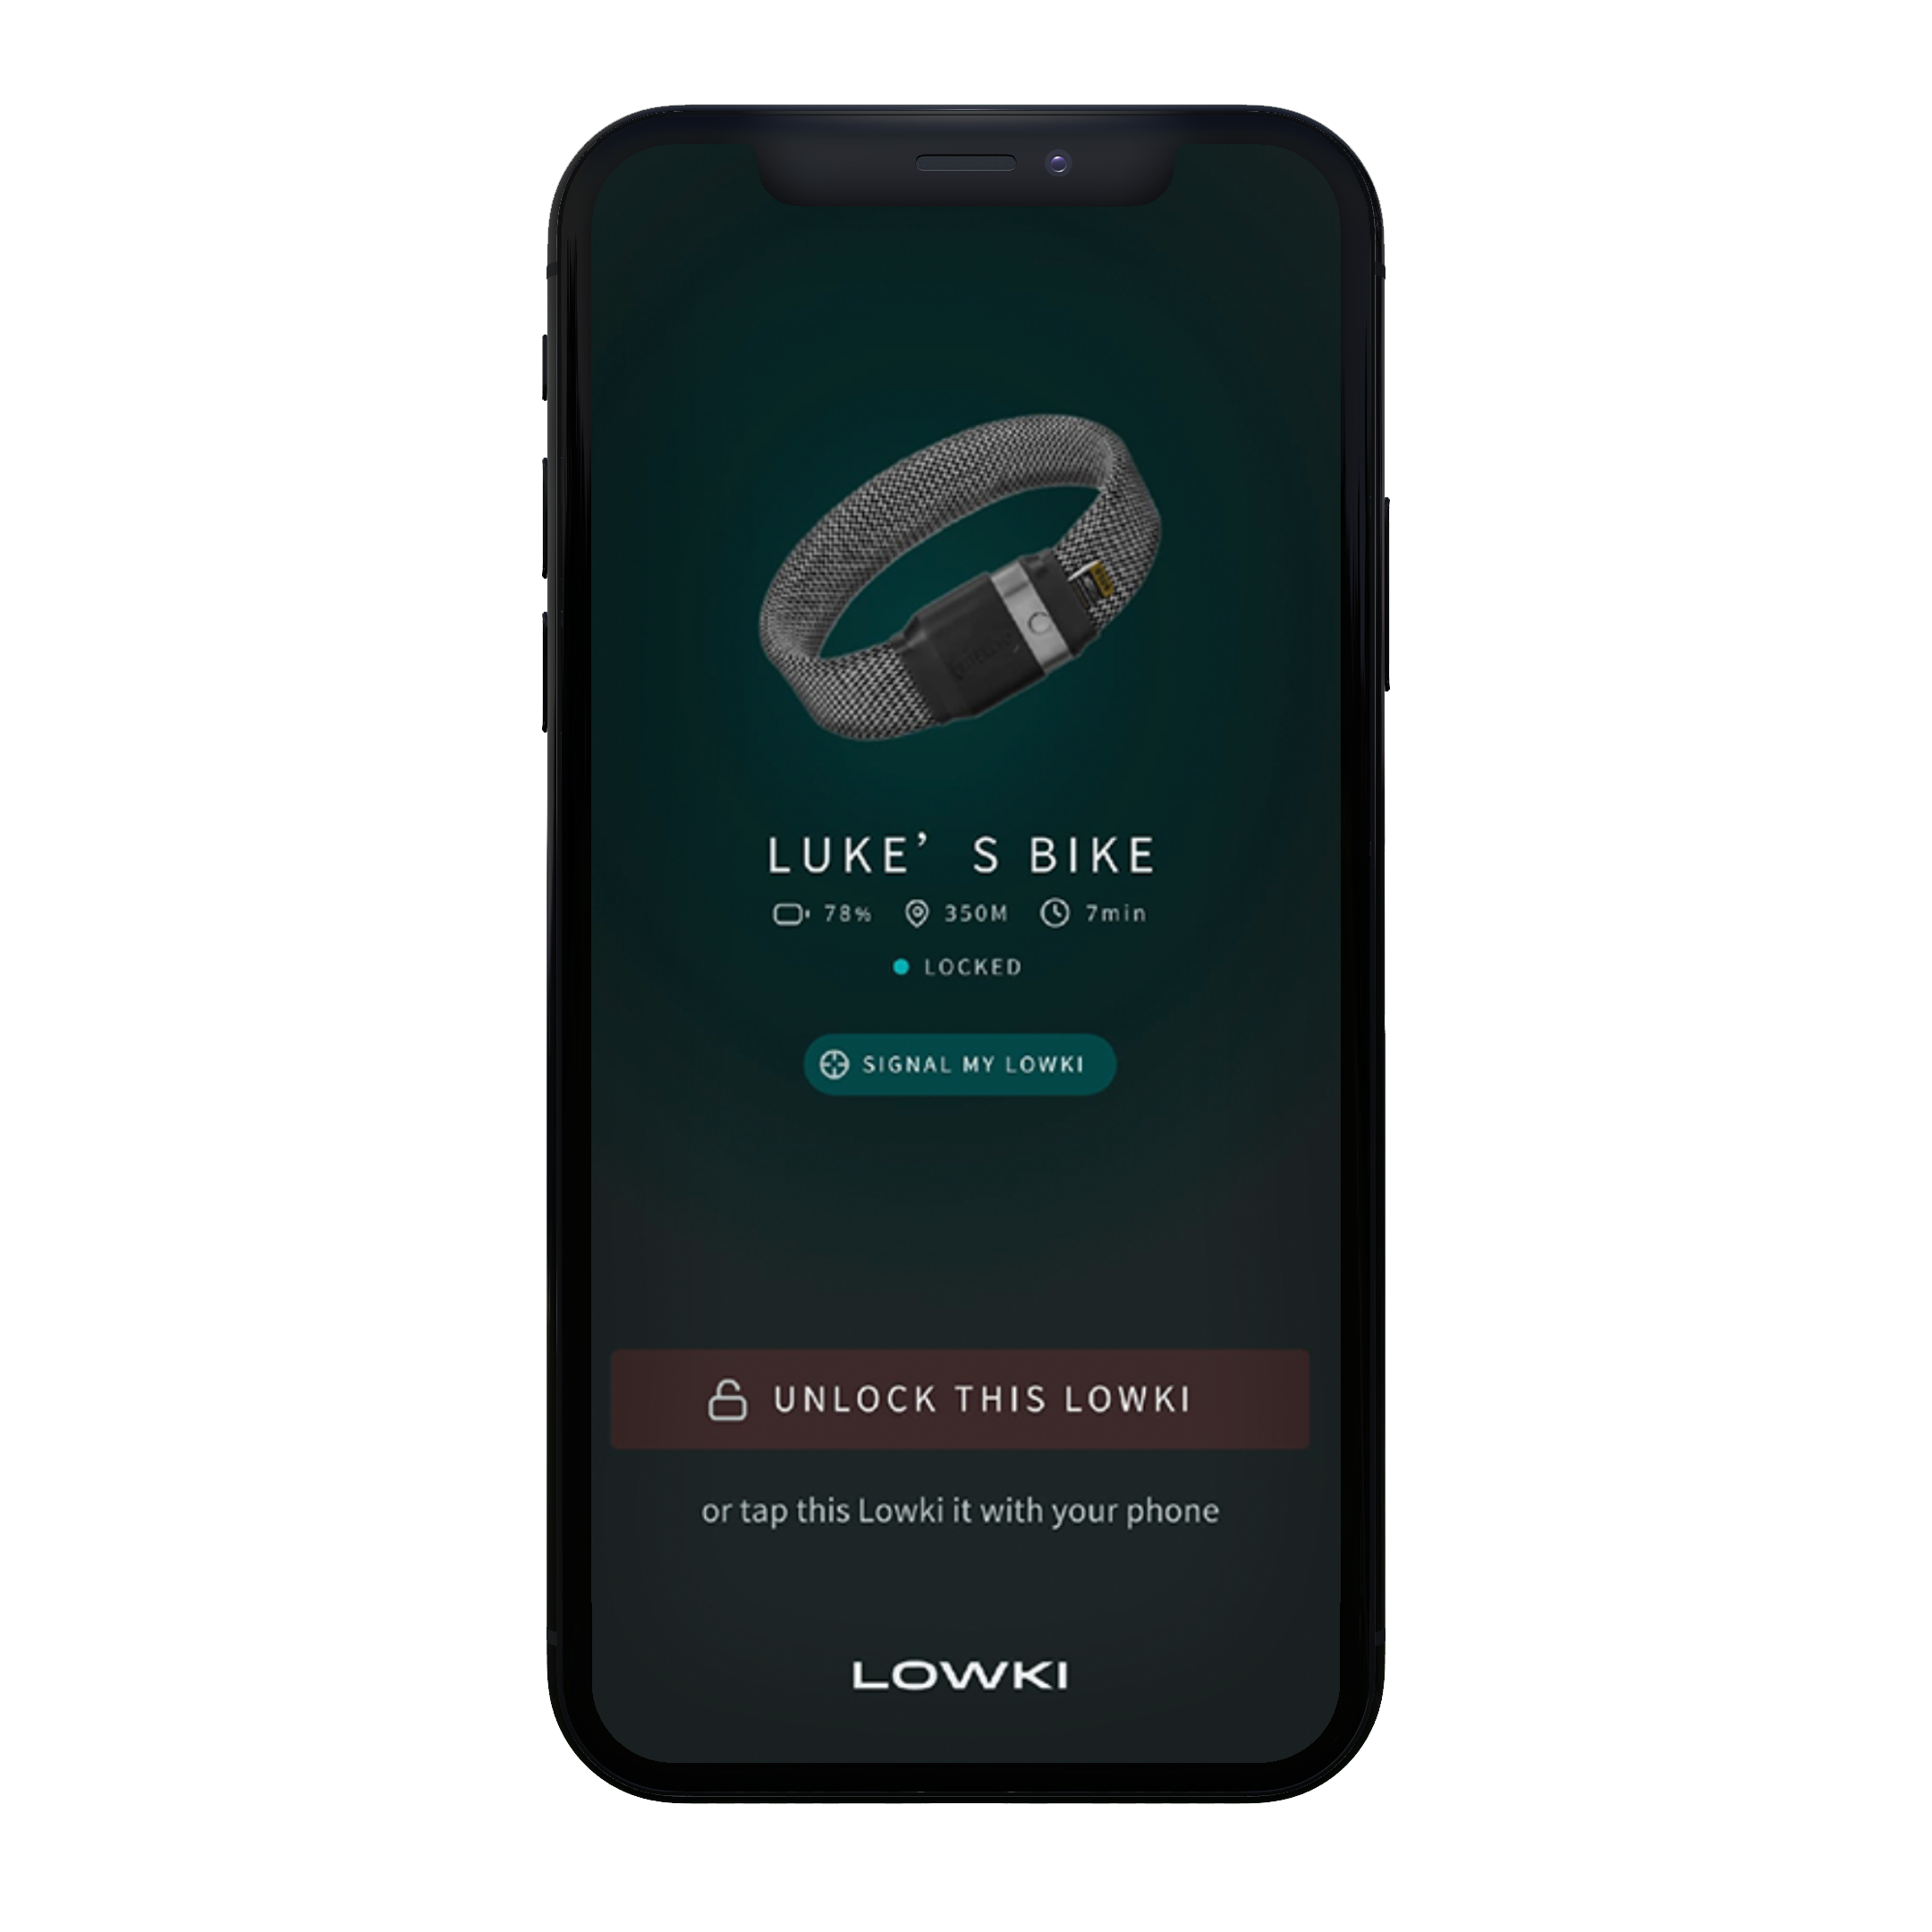 LUKE’ S BIKE
78% 350M 7min
LOCKED
SIGNAL MY LOWKI
UNLOCK THIS LOWKI
or tap this Lowki it with your phone
LOWKI